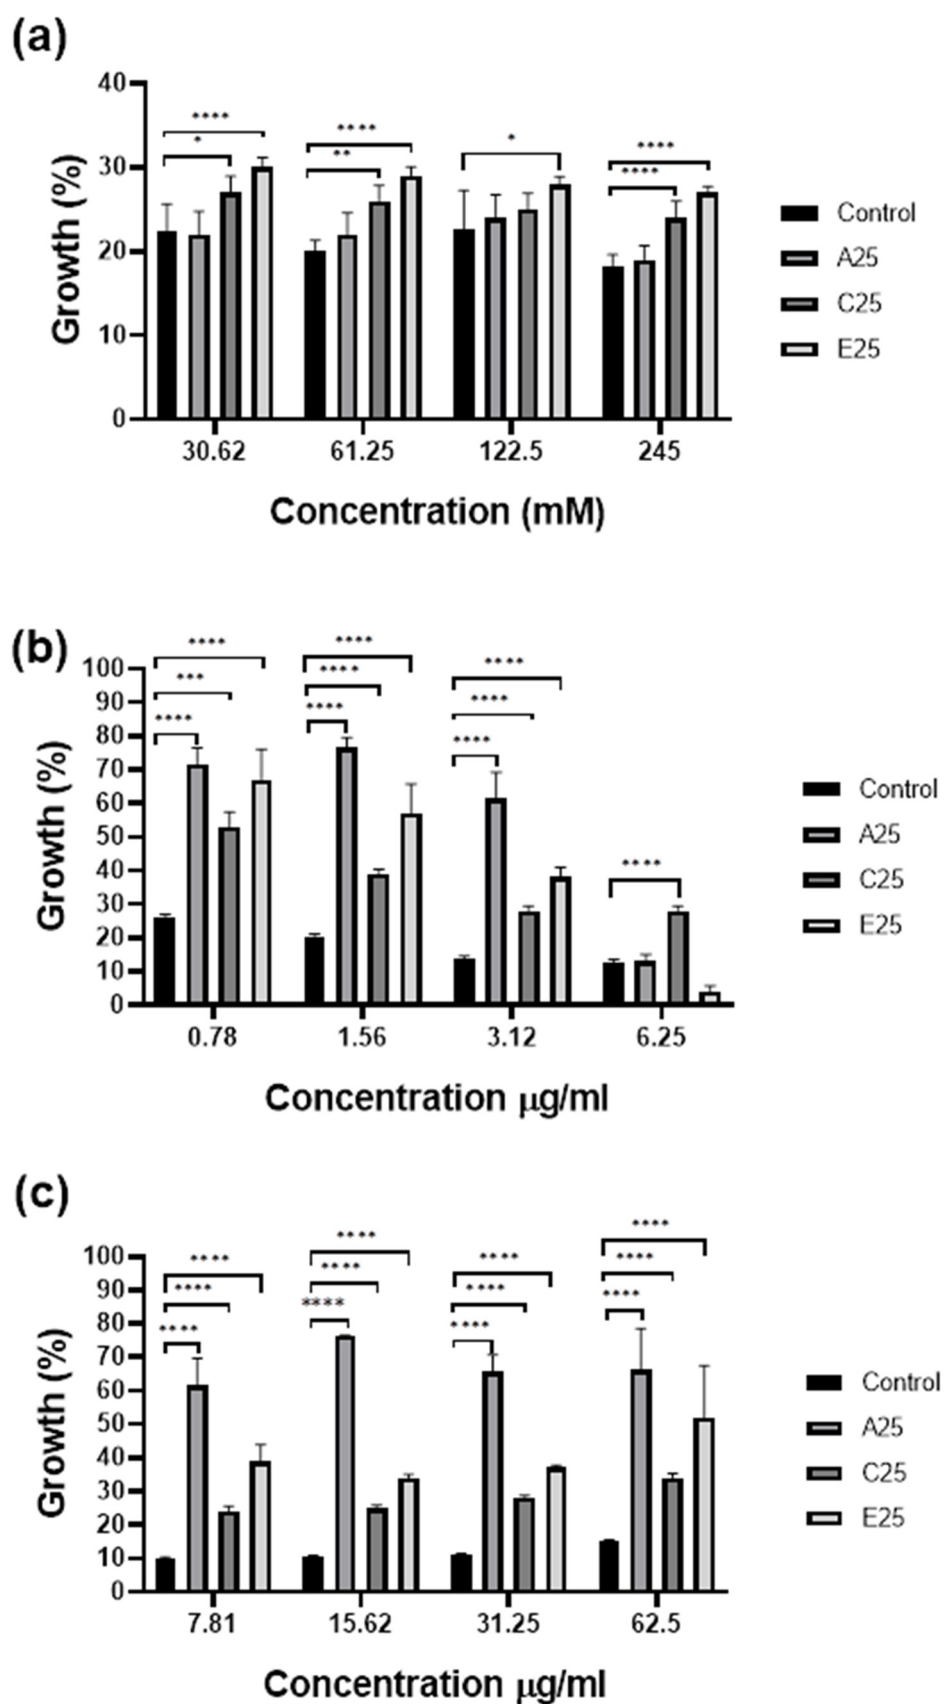 (a)
40
30
20
10
0
Growth (%)
****
*
****
**
*
****
****
30.62 61.25 122.5 245
Concentration (mM)
Control
A25
C25
E25
(b)
100
90
80
70
60
50
40
30
20
10
0
Growth (%)
****
***
****
****
****
****
****
****
****
****
0.78 1.56 3.12 6.25
Concentration μg/ml
Control
A25
C25
E25
(c)
100
90
80
70
60
50
40
30
20
10
0
Growth (%)
****
****
****
****
****
****
****
****
****
****
****
****
7.81 15.62 31.25 62.5
Concentration μg/ml
Control
A25
C25
E25